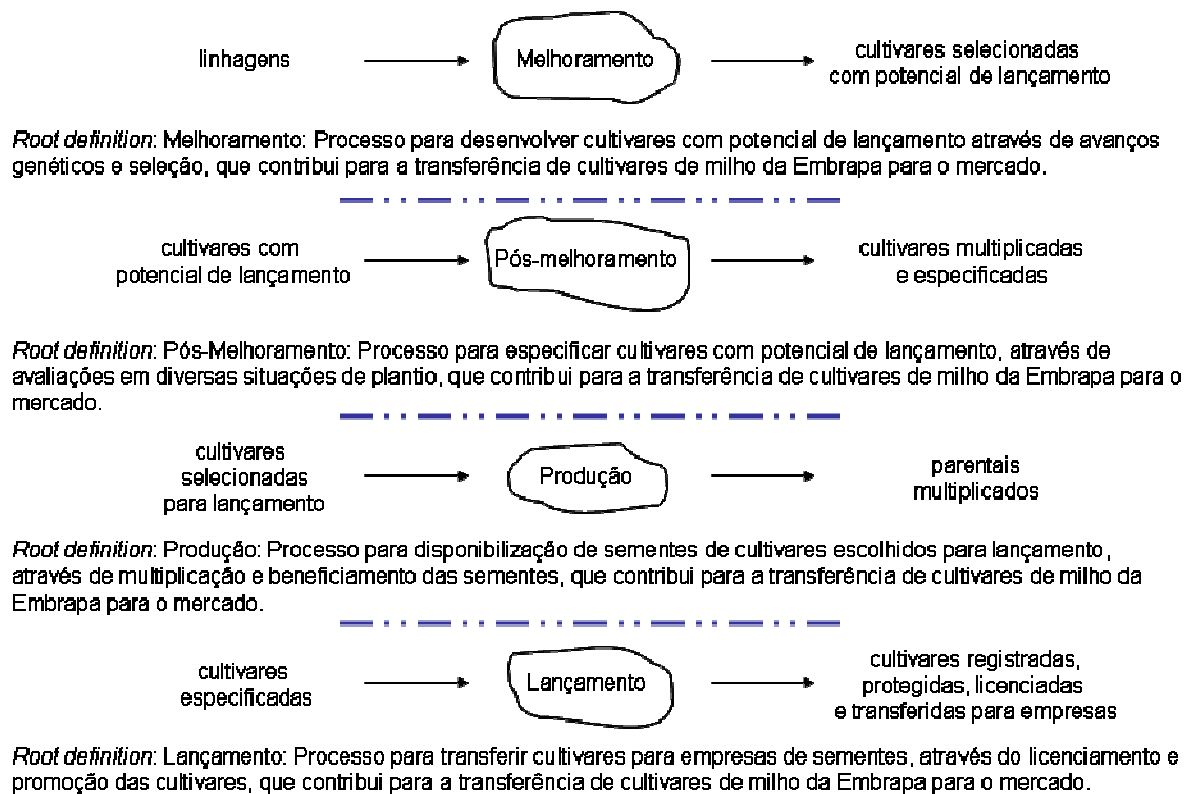 linhagens
Melhoramento
cultivares selecionadas
com potencial de lançamento
Root definition: Melhoramento: Processo para desenvolver cultivares com potencial de lançamento através de avanços
genéticos e seleção, que contribui para a transferência de cultivares de milho da Embrapa para o mercado.
cultivares com
potencial de lançamento
Pós-melhoramento
cultivares multiplicadas
e especificadas
Root definition: Pós-Melhoramento: Processo para especificar cultivares com potencial de lançamento, através de
avaliações em diversas situações de plantio, que contribui para a transferência de cultivares de milho da Embrapa para o
mercado.
cultivares
selecionadas
para lançamento
Produção
parentais
multiplicados
Root definition: Produção: Processo para disponibilização de sementes de cultivares escolhidos para lançamento,
através de multiplicação e beneficiamento das sementes, que contribui para a transferência de cultivares de milho da
Embrapa para o mercado.
cultivares
especificadas
Lançamento
cultivares registradas,
protegidas, licenciadas
e transferidas para empresas
Root definition: Lançamento: Processo para transferir cultivares para empresas de sementes, através do licenciamento e
promoção das cultivares, que contribui para a transferência de cultivares de milho da Embrapa para o mercado.